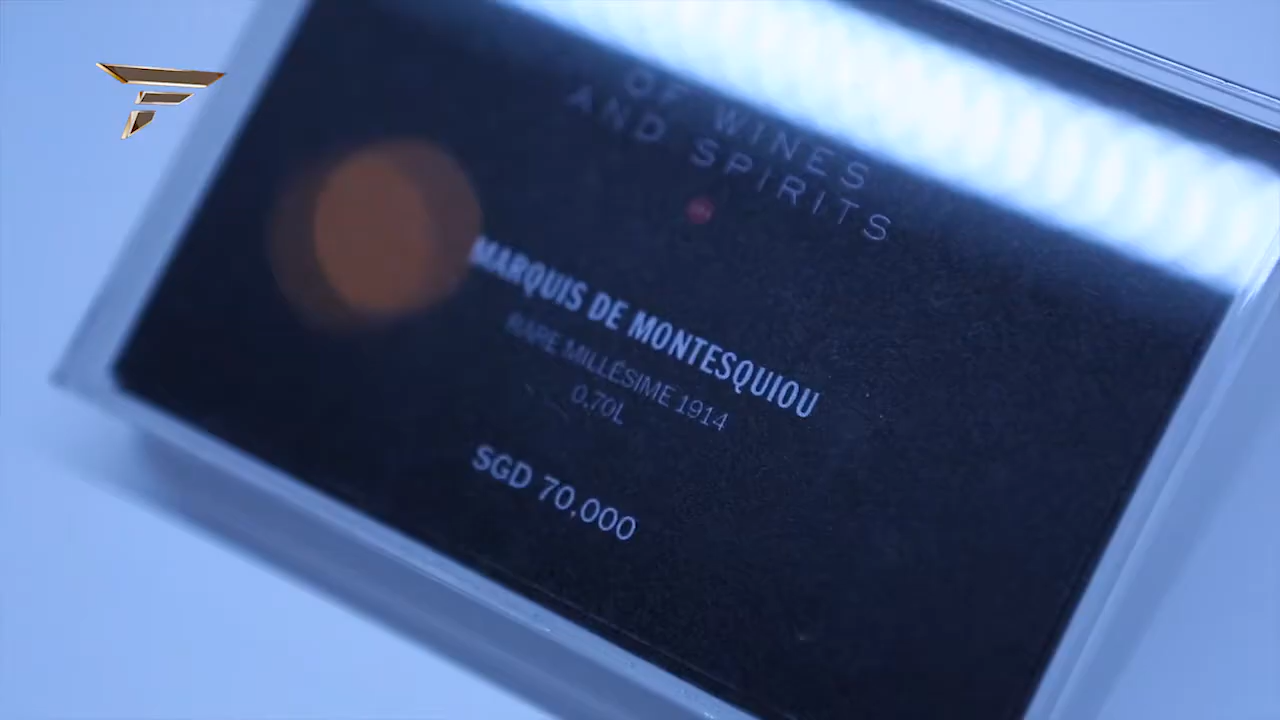 OF WINES
AND SPIRITS
MARQUIS DE MONTESQUIOU
RARE MILLÉSIME 1914
0.70L
SGD 70,000